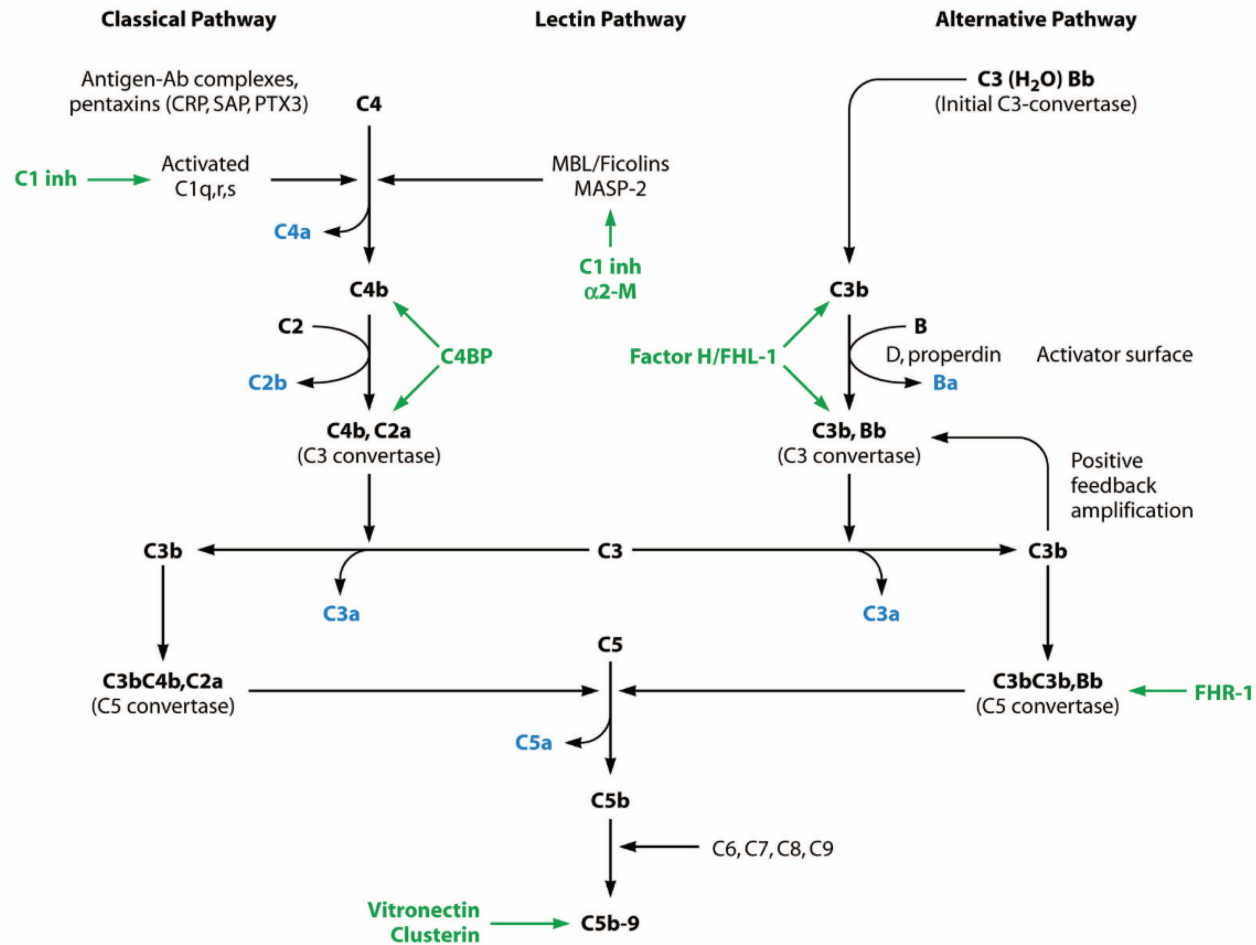 Classical Pathway
Lectin Pathway
Alternative Pathway
Antigen-Ab complexes,
pentaxins (CRP, SAP, PTX3)
C4
C3 (H₂O) Bb
(Initial C3-convertase)
C1 inh
Activated
C1q,r,s
MBL/Ficolins
MASP-2
C4a
C1 inh
α2-M
C4b
C3b
C2
C4BP
Factor H/FHL-1
B
D, properdin
Activator surface
C2b
Ba
C4b, C2a
(C3 convertase)
C3b, Bb
(C3 convertase)
Positive
feedback
amplification
C3b
C3
C3b
C3a
C3a
C5
C3bC4b,C2a
(C5 convertase)
C3bC3b,Bb
(C5 convertase)
FHR-1
C5a
C5b
C6, C7, C8, C9
Vitronectin
Clusterin
C5b-9